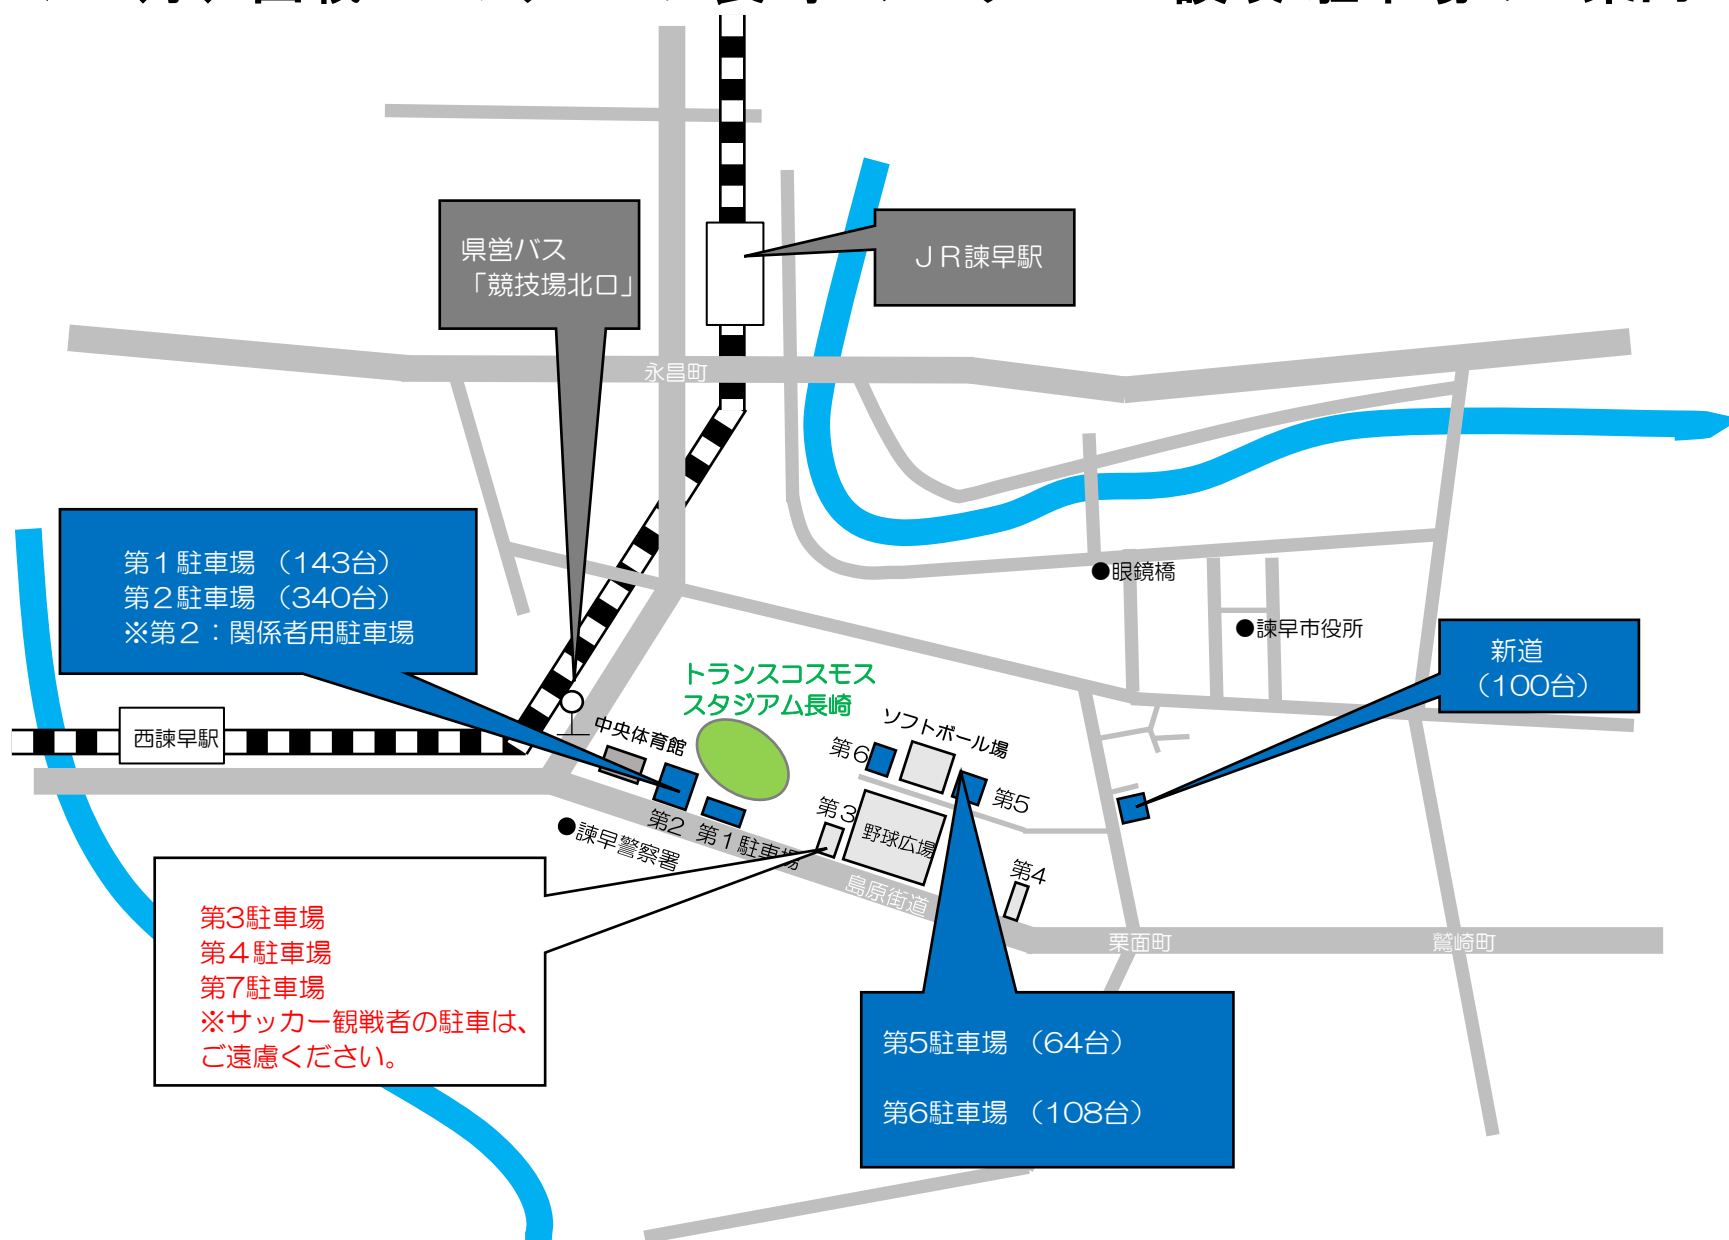 県営バス
「競技場北口」
ＪＲ諫早駅
永昌町
第１駐車場 （143台）
第２駐車場 （340台）
※第２：関係者用駐車場
●眼鏡橋
●諫早市役所
新道
（100台）
トランスコスモス
スタジアム長崎
西諫早駅
中央体育館
ソフトボール場
第6
第5
第3
第2
第１駐車場
野球広場
●諫早警察署
第4
島原街道
栗面町
鷲崎町
第3駐車場
第４駐車場
第7駐車場
※サッカー観戦者の駐車は、
ご遠慮ください。
第5駐車場 （64台）
第6駐車場 （108台）